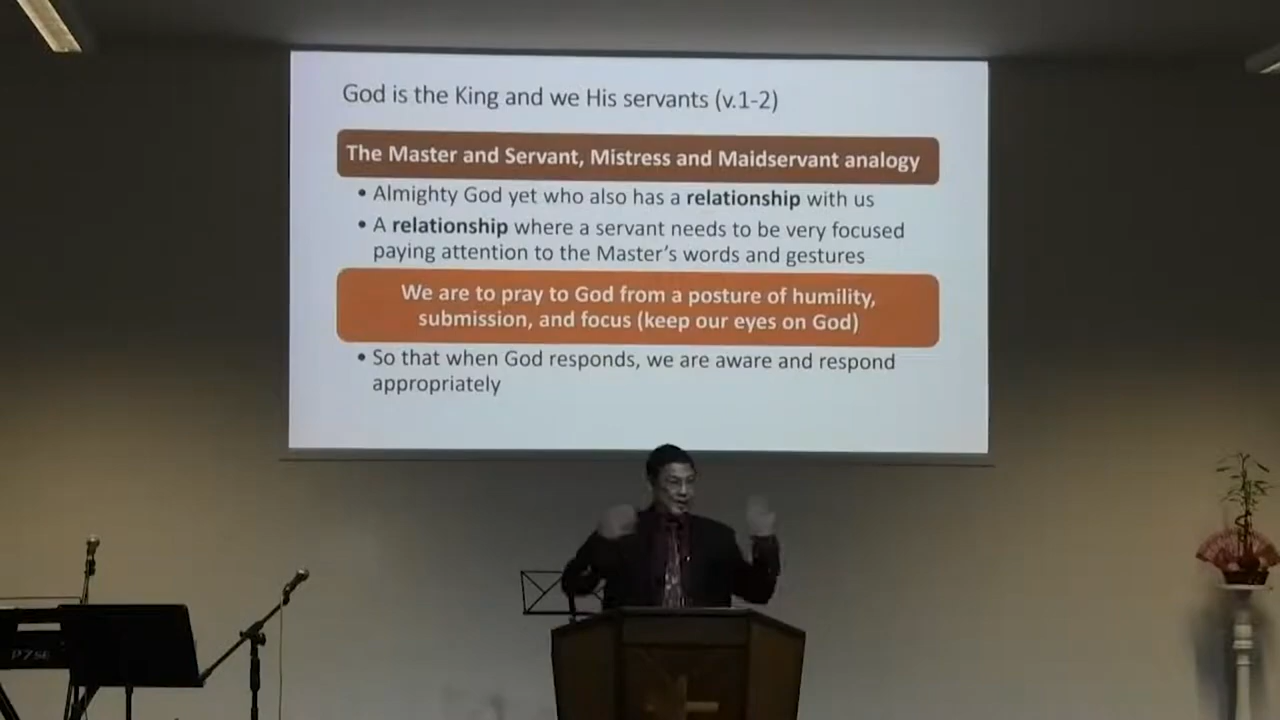 God is the King and we His servants (v.1-2)
The Master and Servant, Mistress and Maidservant analogy
• Almighty God yet who also has a relationship with us
• A relationship where a servant needs to be very focused
paying attention to the Master's words and gestures
We are to pray to God from a posture of humility,
submission, and focus (keep our eyes on God)
• So that when God responds, we are aware and respond
appropriately